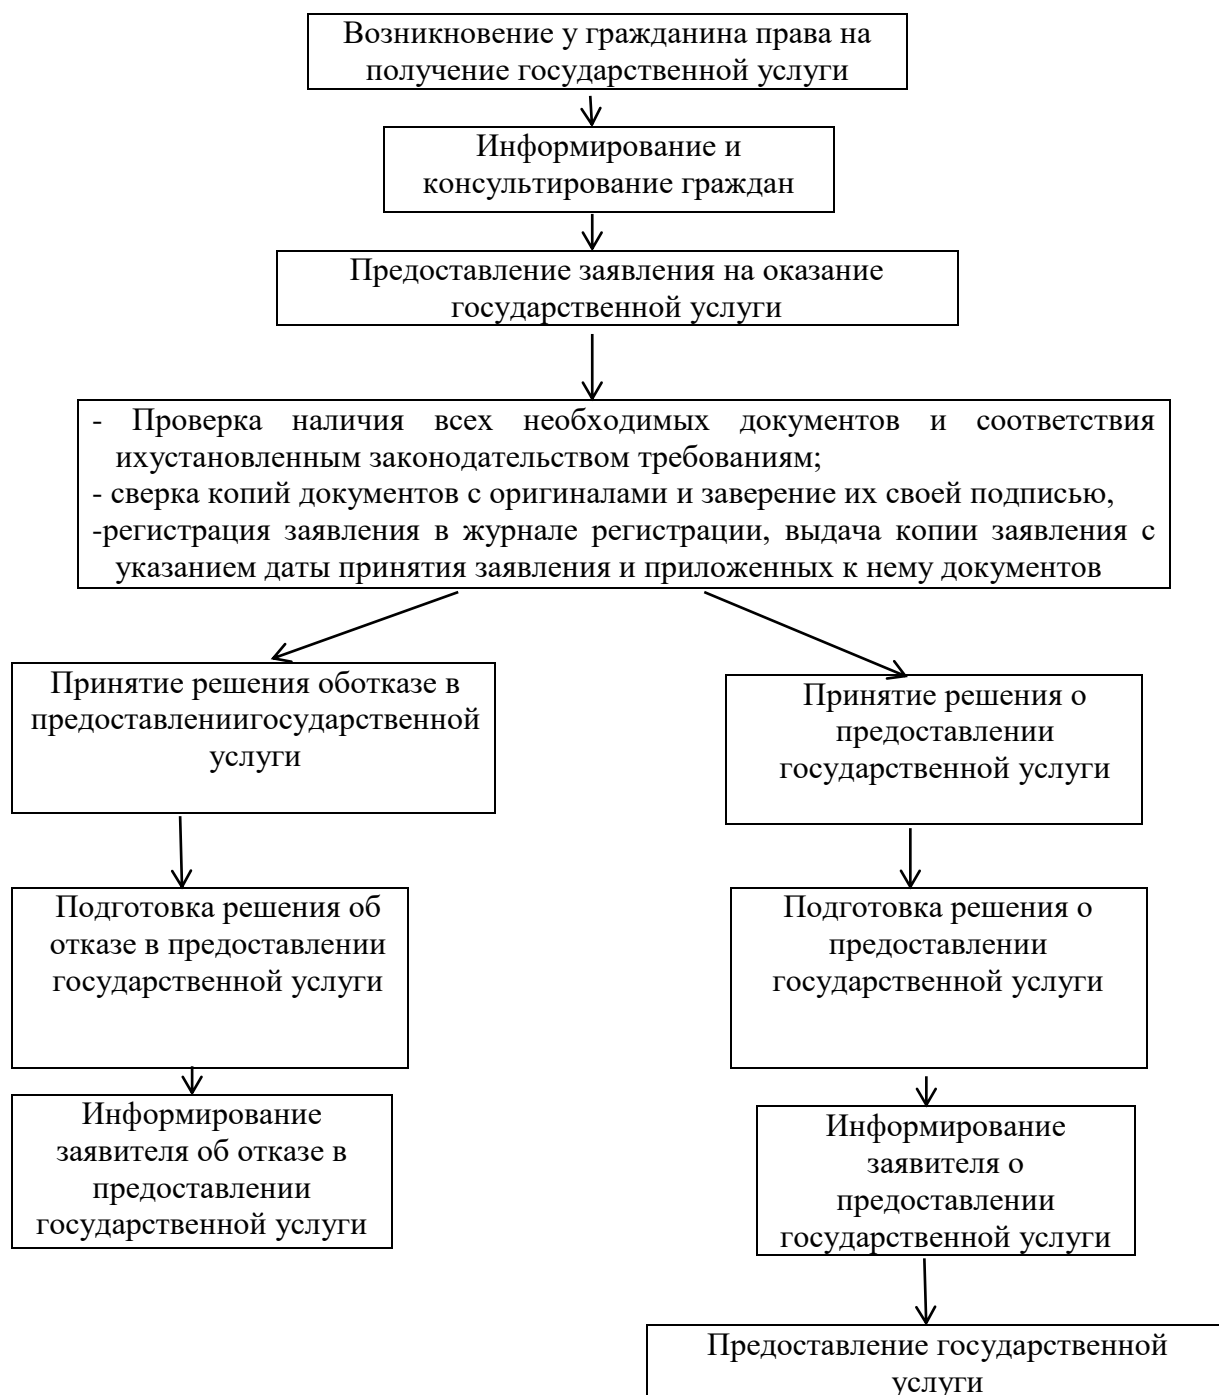 Возникновение у гражданина права на
получение государственной услуги
Информирование и
консультирование граждан
Предоставление заявления на оказание
государственной услуги
- Проверка наличия всех необходимых документов и соответствия
ихустановленным законодательством требованиям;
- сверка копий документов с оригиналами и заверение их своей подписью,
-регистрация заявления в журнале регистрации, выдача копии заявления с
указанием даты принятия заявления и приложенных к нему документов
Принятие решения оботказе в
предоставлениигосударственной
услуги
Принятие решения о
предоставлении
государственной услуги
Подготовка решения об
отказе в предоставлении
государственной услуги
Подготовка решения о
предоставлении
государственной услуги
Информирование
заявителя об отказе в
предоставлении
государственной услуги
Информирование
заявителя о
предоставлении
государственной услуги
Предоставление государственной
услуги